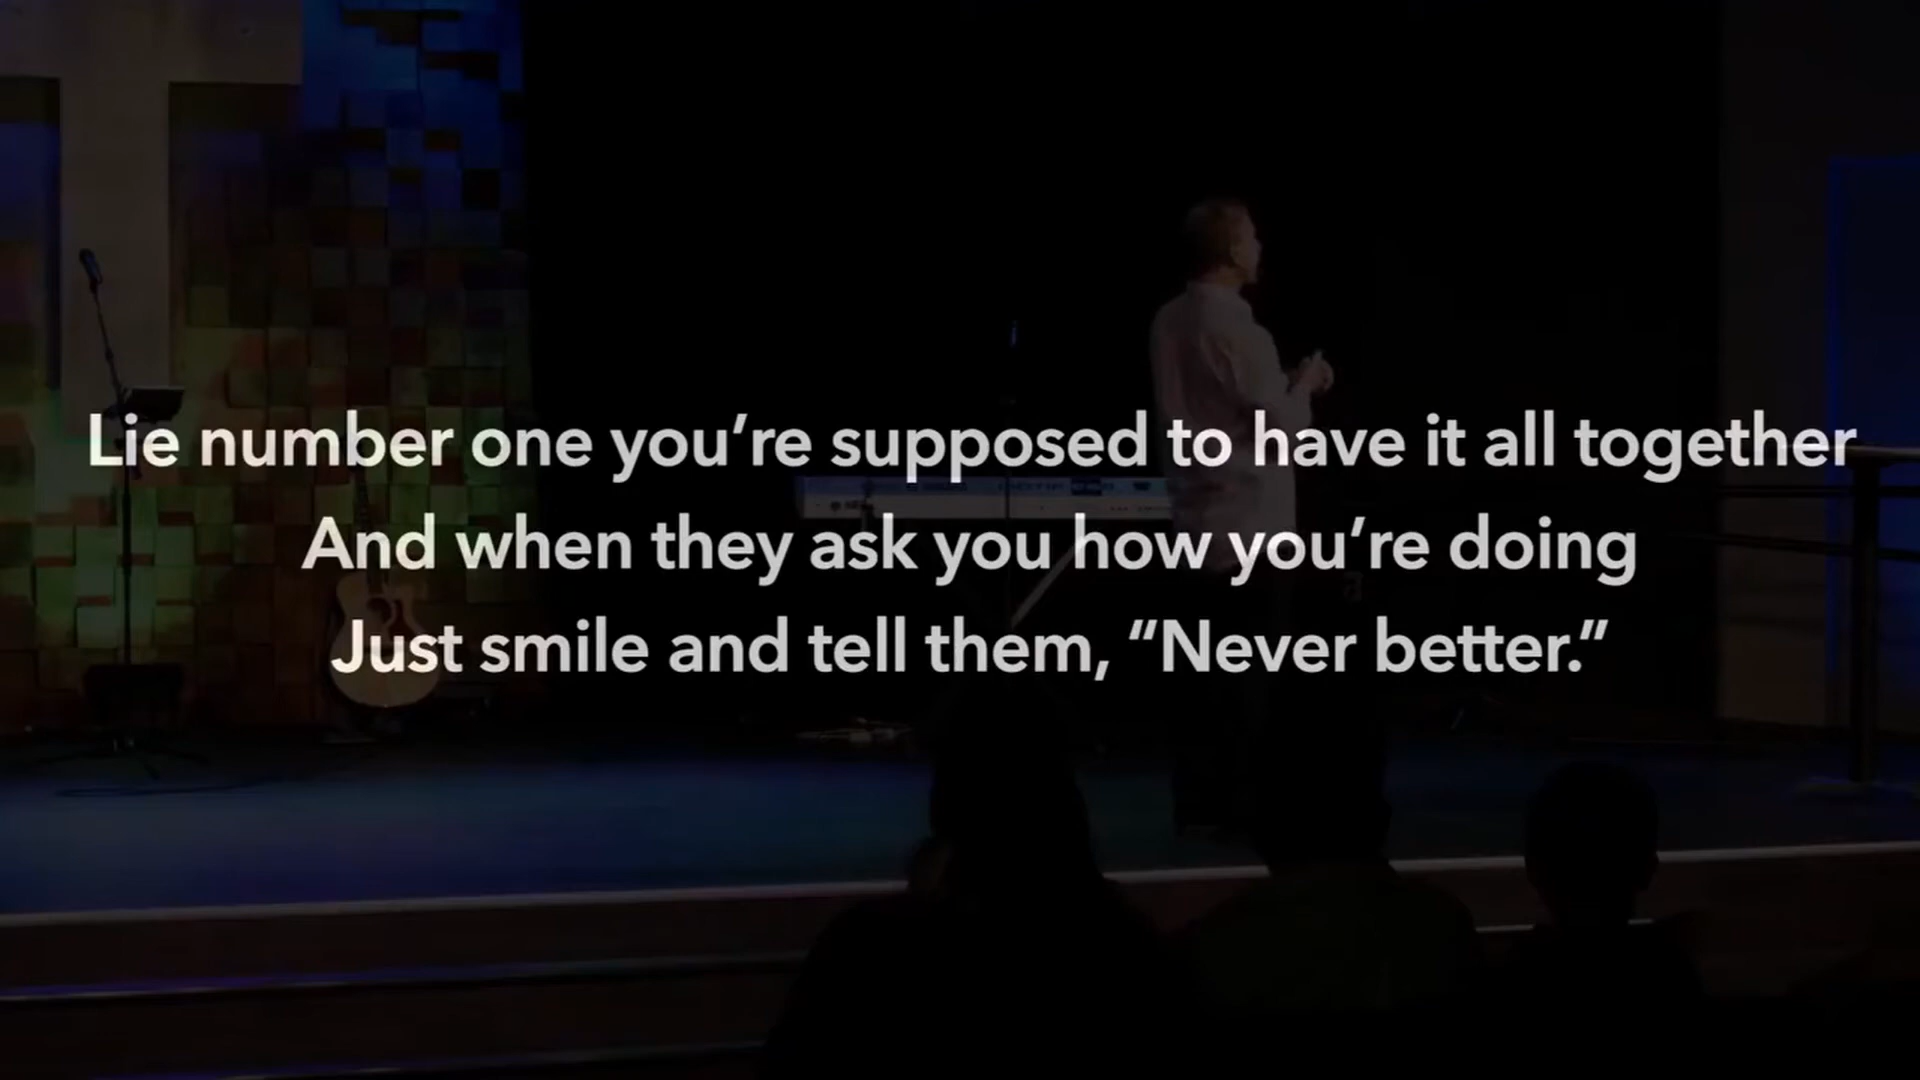 Lie number one you’re supposed to have it all together
And when they ask you how you’re doing
Just smile and tell them, “Never better.”